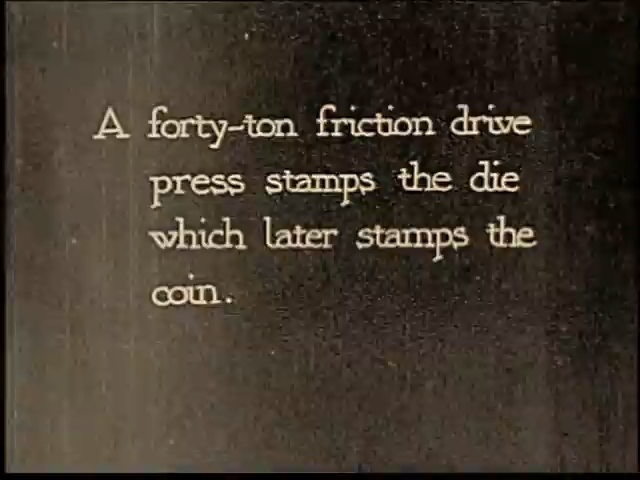 A forty-ton friction drive
press stamps the die
which later stamps the
coin.